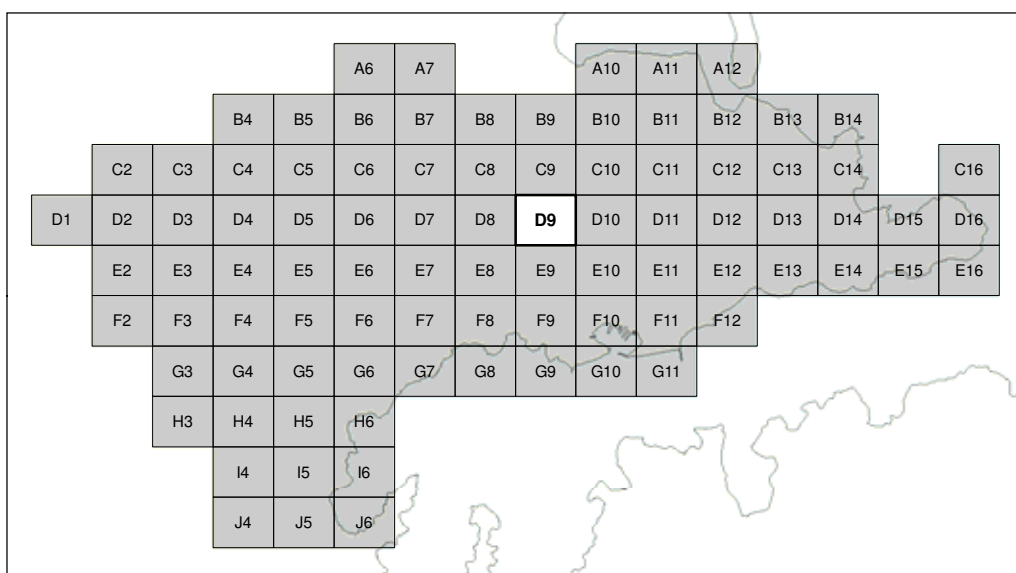 A6 A7 A10 A11 A12
B4 B5 B6 B7 B8 B9 B10 B11 B12 B13 B14
C2 C3 C4 C5 C6 C7 C8 C9 C10 C11 C12 C13 C14 C16
D1 D2 D3 D4 D5 D6 D7 D8 D9 D10 D11 D12 D13 D14 D15 D16
E2 E3 E4 E5 E6 E7 E8 E9 E10 E11 E12 E13 E14 E15 E16
F2 F3 F4 F5 F6 F7 F8 F9 F10 F11 F12
G3 G4 G5 G6 G7 G8 G9 G10 G11
H3 H4 H5 H6
I4 I5 I6
J4 J5 J6